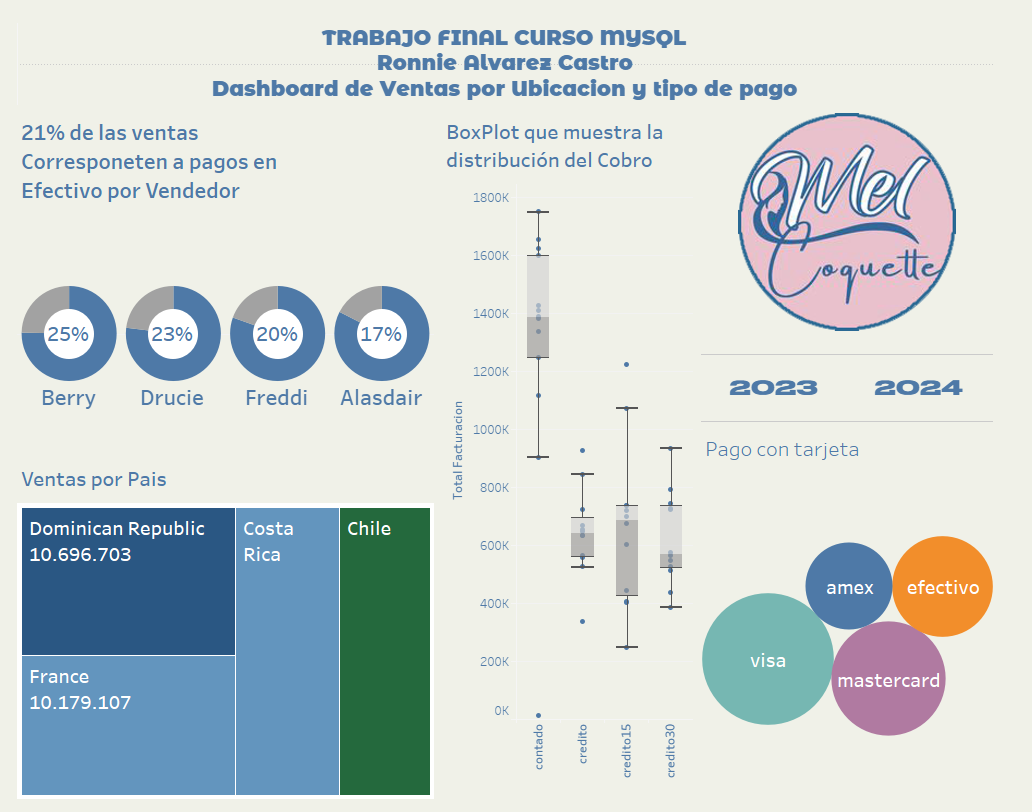 TRABAJO FINAL CURSO MYSQL
Ronnie Alvarez Castro
Dashboard de Ventas por Ubicacion y tipo de pago
21% de las ventas
Corresponeten a pagos en
Efectivo por Vendedor
25%
23%
20%
17%
Berry
Drucie
Freddi
Alasdair
Ventas por Pais
Dominican Republic
10.696.703
France
10.179.107
Costa
Rica
Chile
BoxPlot que muestra la
distribución del Cobro
Total Facturacion
1800K
1600K
1400K
1200K
1000K
800K
600K
400K
200K
0K
contado
credito
credito15
credito30
Mel
Coquette
2023
2024
Pago con tarjeta
amex
efectivo
visa
mastercard